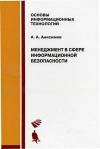 ОСНОВЫ
ИНФОРМАЦИОННЫХ
ТЕХНОЛОГИЙ
А. А. Анисимов
МЕНЕДЖМЕНТ В СФЕРЕ
ИНФОРМАЦИОННОЙ
БЕЗОПАСНОСТИ